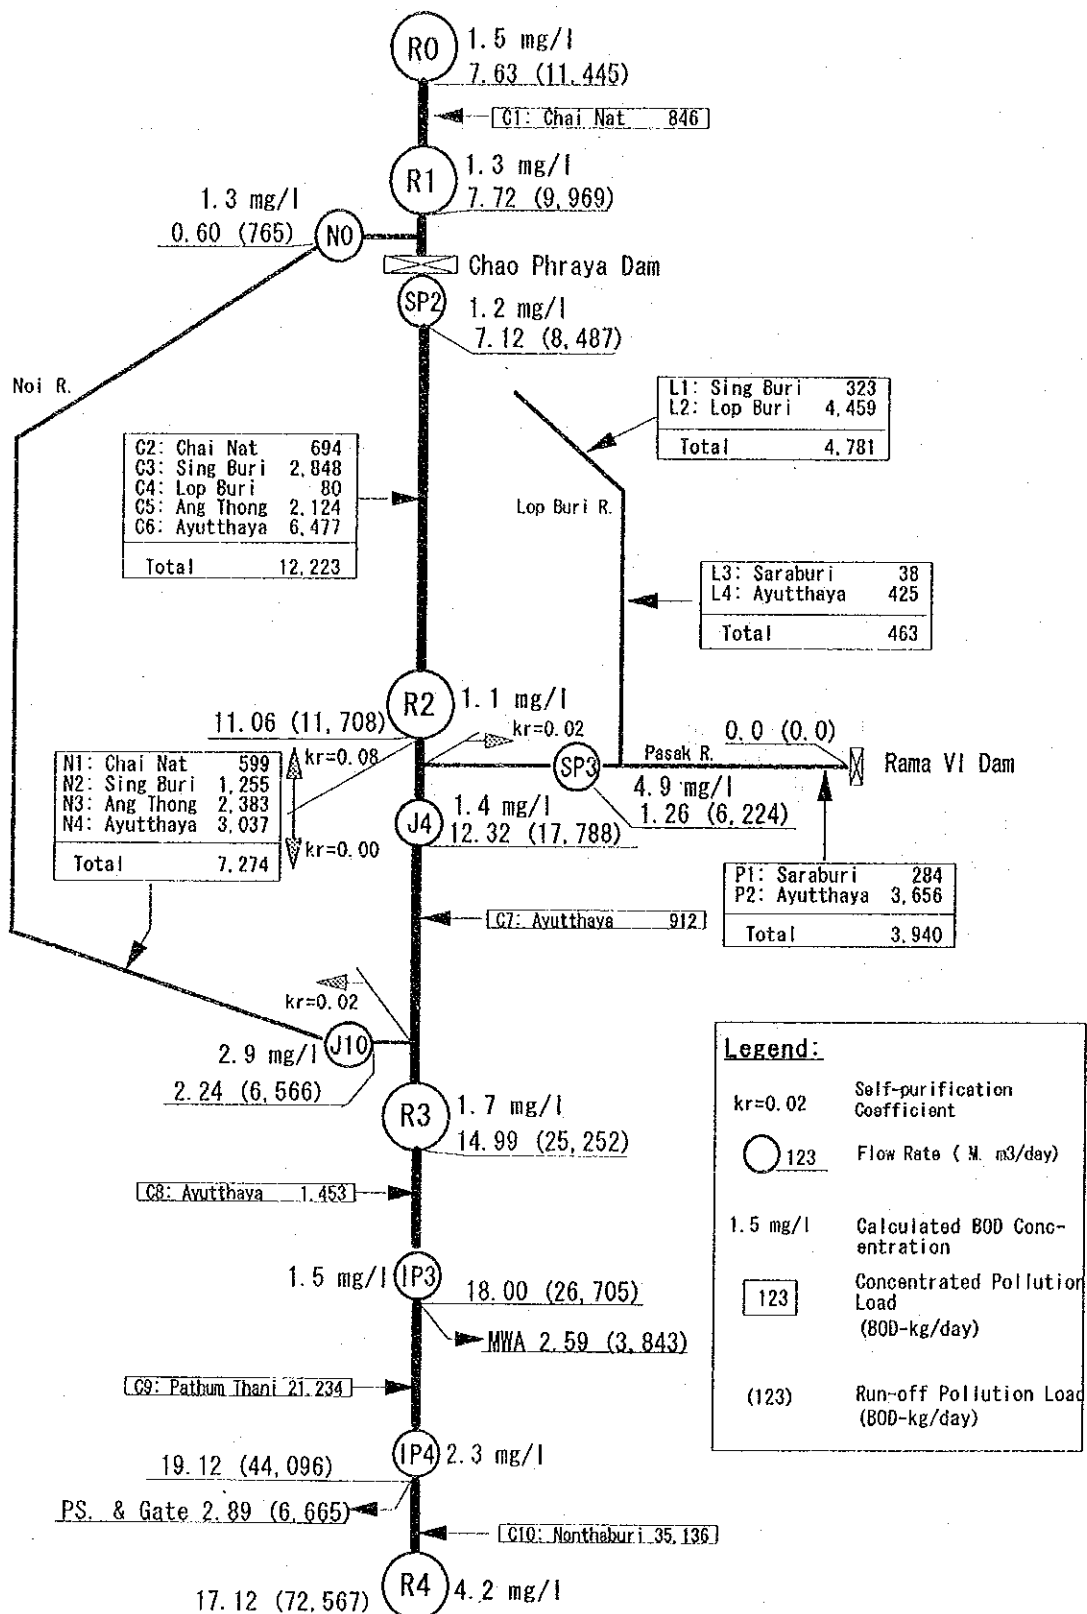 R0
1.5 mg/l
7.63 (11,445)
C1: Chai Nat 846
R1
1.3 mg/l
7.72 (9,969)
1.3 mg/l
0.60 (765)
N0
Chao Phraya Dam
SP2
1.2 mg/l
7.12 (8,487)
Noi R.
L1: Sing Buri 323
L2: Lop Buri 4,459
Total 4,781
C2: Chai Nat 694
C3: Sing Buri 2,848
C4: Lop Buri 80
C5: Ang Thong 2,124
C6: Ayutthaya 6,477
Total 12,223
Lop Buri R.
L3: Saraburi 38
L4: Ayutthaya 425
Total 463
R2
1.1 mg/l
11.06 (11,708)
kr=0.02
kr=0.08
0.0 (0.0)
N1: Chai Nat 599
N2: Sing Buri 1,255
N3: Ang Thong 2,383
N4: Ayutthaya 3,037
Total 7,274
kr=0.00
SP3
Pasak R.
Rama VI Dam
4.9 mg/l
1.26 (6,224)
J4
1.4 mg/l
12.32 (17,788)
P1: Saraburi 284
P2: Ayutthaya 3,656
Total 3,940
C7: Ayutthaya 912
kr=0.02
J10
2.9 mg/l
2.24 (6,566)
R3
1.7 mg/l
14.99 (25,252)
C8: Ayutthaya 1.453
1.5 mg/l
IP3
18.00 (26,705)
MWA 2.59 (3,843)
C9: Pathum Thani 21.234
IP4
2.3 mg/l
19.12 (44,096)
PS. & Gate 2.89 (6,665)
C10: Nonthaburi 35,136
R4
4.2 mg/l
17.12 (72,567)
Legend:
kr=0.02 Self-purification
Coefficient
123 Flow Rate ( M. m3/day)
1.5 mg/l Calculated BOD Conc-
entration
123 Concentrated Pollution
Load
(BOD-kg/day)
(123) Run-off Pollution Load
(BOD-kg/day)